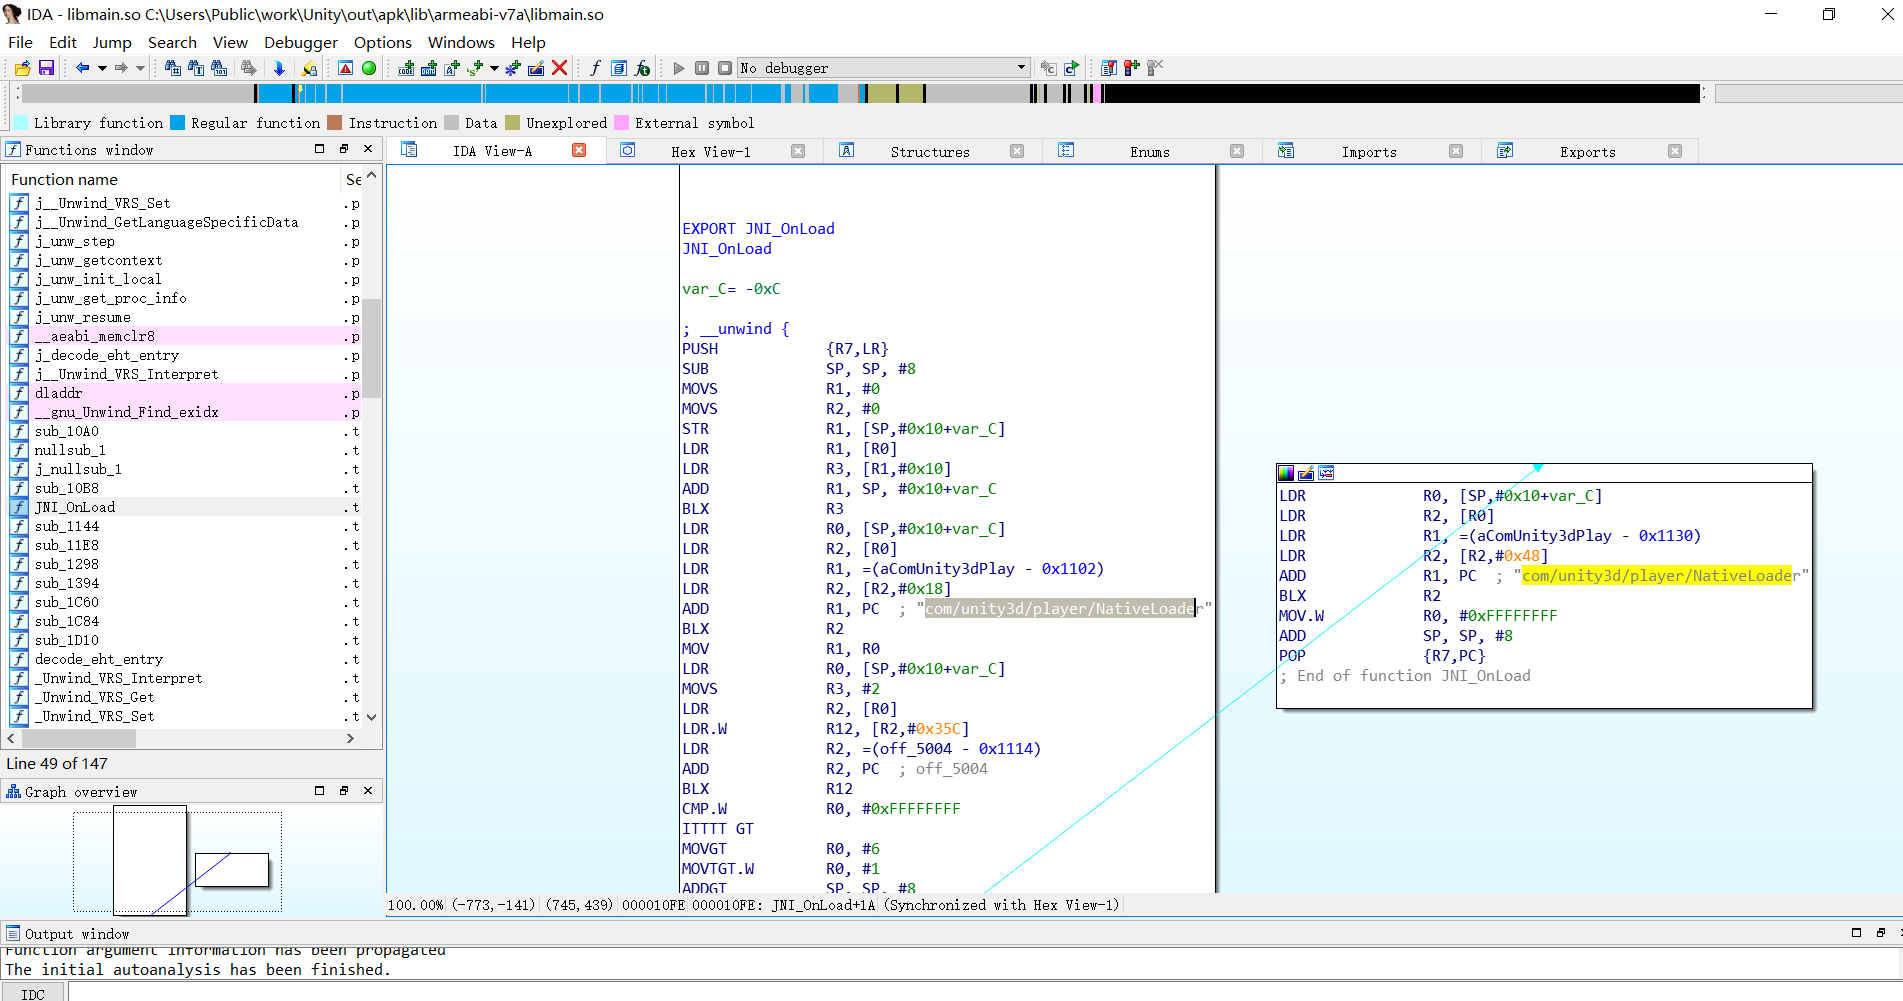 IDA - libmain.so C:\Users\Public\work\Unity\out\apk\lib\armeabi-v7a\libmain.so
File Edit Jump Search View Debugger Options Windows Help
No debugger
Library function Regular function Instruction Data Unexplored External symbol
Functions window
Function name Se
j__Unwind_VRS_Set .p
j__Unwind_GetLanguageSpecificData .p
j_unw_step .p
j_unw_getcontext .p
j_unw_init_local .p
j_unw_get_proc_info .p
j_unw_resume .p
__aeabi_memclr8 .p
j_decode_eht_entry .p
j__Unwind_VRS_Interpret .p
dladdr .p
__gnu_Unwind_Find_exidx .p
sub_10A0 .t
nullsub_1 .t
j_nullsub_1 .t
sub_10B8 .t
JNI_OnLoad .t
sub_1144 .t
sub_11E8 .t
sub_1298 .t
sub_1394 .t
sub_1C60 .t
sub_1C84 .t
sub_1D10 .t
decode_eht_entry .t
_Unwind_VRS_Interpret .t
_Unwind_VRS_Get .t
_Unwind_VRS_Set .t
Line 49 of 147
Graph overview
IDA View-A Hex View-1 Structures Enums Imports Exports
EXPORT JNI_OnLoad
JNI_OnLoad
var_C= -0xC
; __unwind {
PUSH {R7,LR}
SUB SP, SP, #8
MOVS R1, #0
MOVS R2, #0
STR R1, [SP,#0x10+var_C]
LDR R1, [R0]
LDR R3, [R1,#0x10]
ADD R1, SP, #0x10+var_C
BLX R3
LDR R0, [SP,#0x10+var_C]
LDR R2, [R0]
LDR R1, =(aComUnity3dPlay - 0x1102)
LDR R2, [R2,#0x18]
ADD R1, PC ; "com/unity3d/player/NativeLoader"
BLX R2
MOV R1, R0
LDR R0, [SP,#0x10+var_C]
MOVS R3, #2
LDR R2, [R0]
LDR.W R12, [R2,#0x35C]
LDR R2, =(off_5004 - 0x1114)
ADD R2, PC ; off_5004
BLX R12
CMP.W R0, #0xFFFFFFFF
ITTTT GT
MOVGT R0, #6
MOVTGT.W R0, #1
ADDGT SP, SP, #8
LDR R0, [SP,#0x10+var_C]
LDR R2, [R0]
LDR R1, =(aComUnity3dPlay - 0x1130)
LDR R2, [R2,#0x48]
ADD R1, PC ; "com/unity3d/player/NativeLoader"
BLX R2
MOV.W R0, #0xFFFFFFFF
ADD SP, SP, #8
POP {R7,PC}
; End of function JNI_OnLoad
100.00% (-773,-141) (745,439) 000010FE 000010FE: JNI_OnLoad+1A (Synchronized with Hex View-1)
Output window
Function argument information has been propagated
The initial autoanalysis has been finished.
IDC